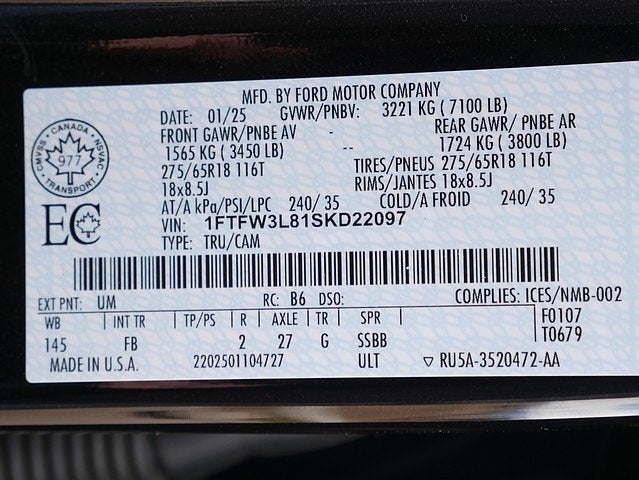 MFD. BY FORD MOTOR COMPANY
DATE: 01/25 GVWR/PNBV: 3221 KG ( 7100 LB)
FRONT GAWR/PNBE AV - REAR GAWR/ PNBE AR
1565 KG ( 3450 LB) -- 1724 KG ( 3800 LB)
275/65R18 116T TIRES/PNEUS 275/65R18 116T
18x8.5J RIMS/JANTES 18x8.5J
AT/A kPa/PSI/LPC 240/ 35 COLD/A FROID 240/ 35
VIN: 1FTFW3L81SKD22097
TYPE: TRU/CAM
CANADA
CMVSS 977 NSVAC
TRANSPORT
EC
EXT PNT: UM RC: B6 DSO: COMPLIES: ICES/NMB-002
WB | INT TR | TP/PS | R | AXLE | TR | SPR | F0107
145 FB 2 27 G SSBB T0679
MADE IN U.S.A. 2202501104727 ULT ▽ RU5A-3520472-AA